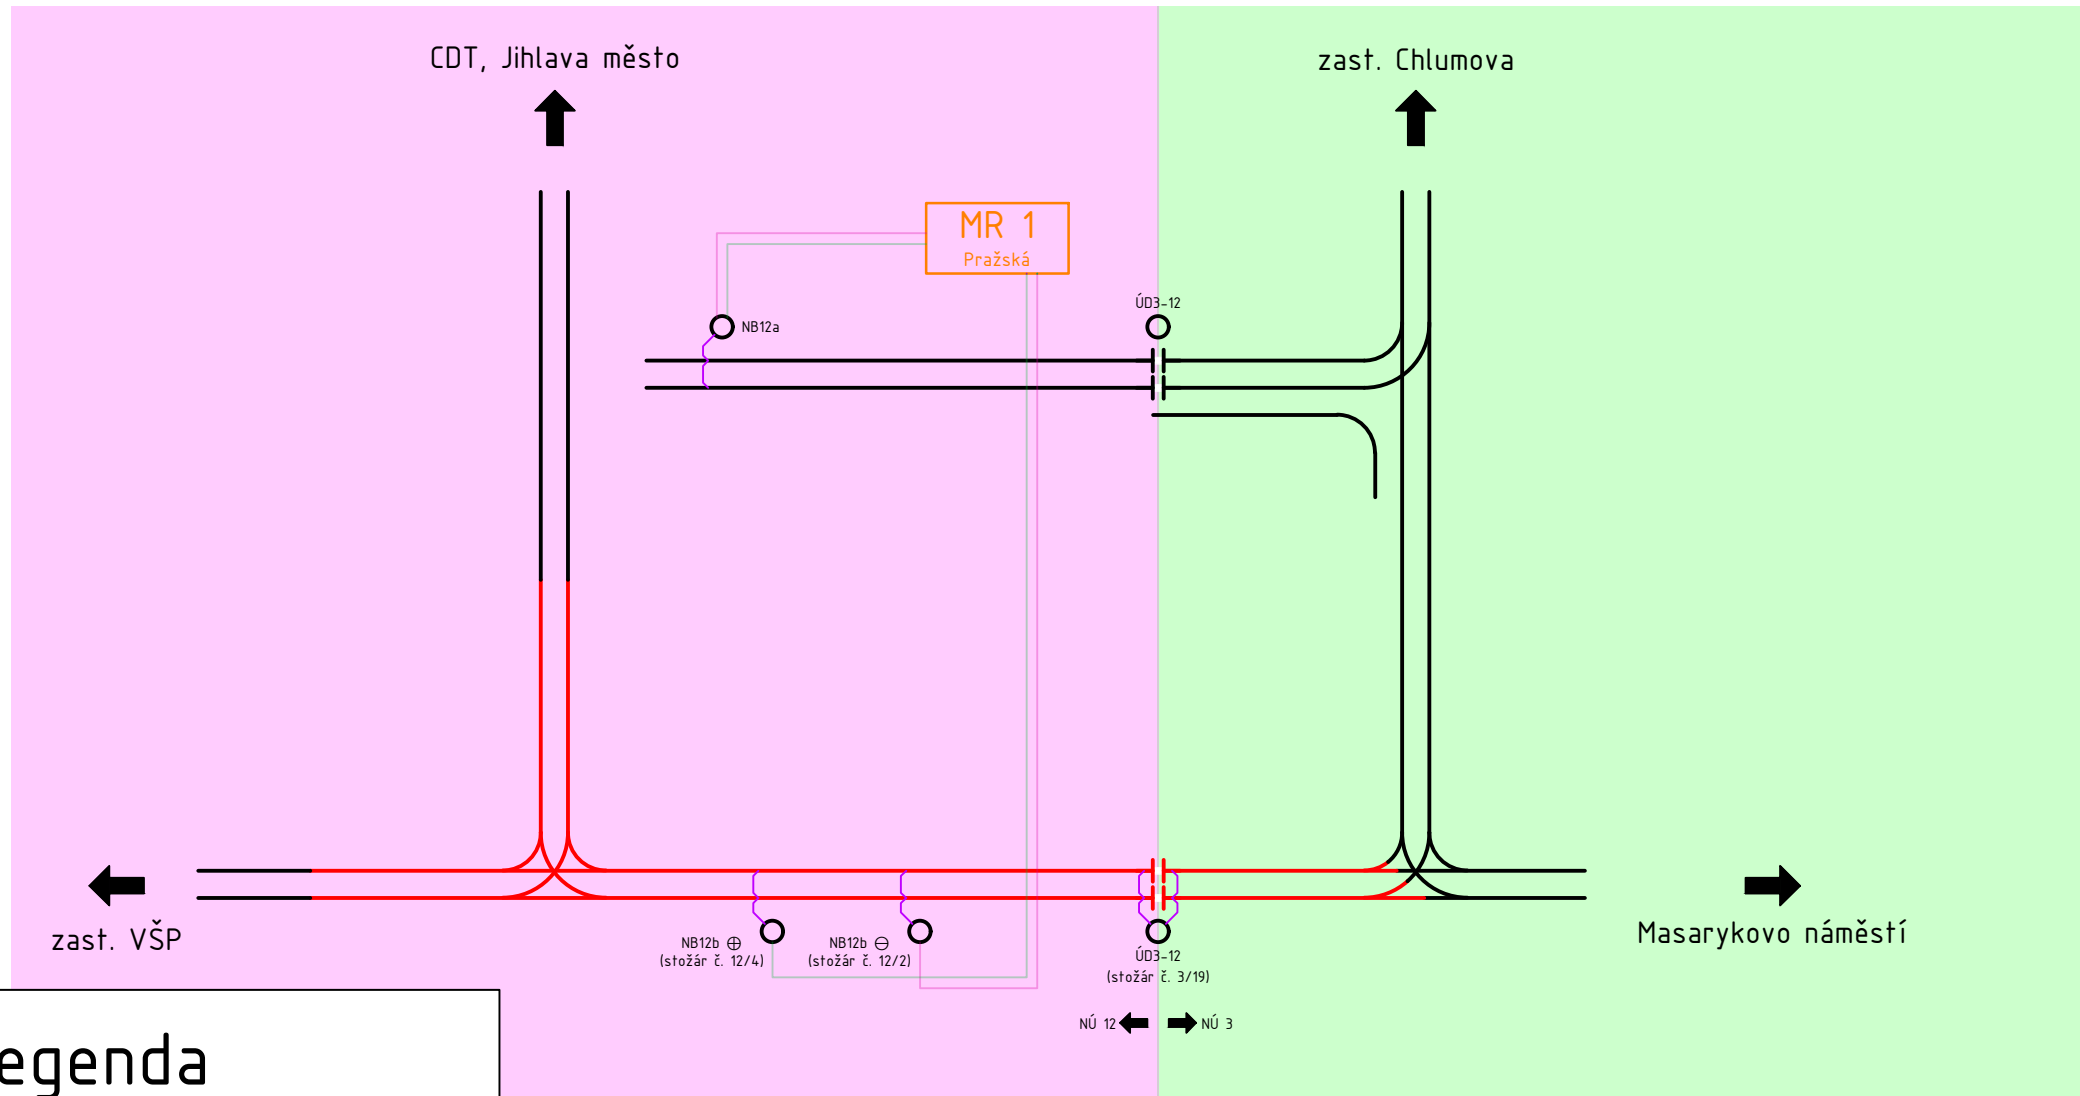 CDT, Jihlava město
zast. Chlumova
MR 1
Pražská
ÚD3-12
NB12a
zast. VŠP
Masarykovo náměstí
NB12b ⊕
(stožár č. 12/4)
NB12b ⊖
(stožár č. 12/2)
ÚD3-12
(stožár č. 3/19)
NÚ 12
NÚ 3
egenda